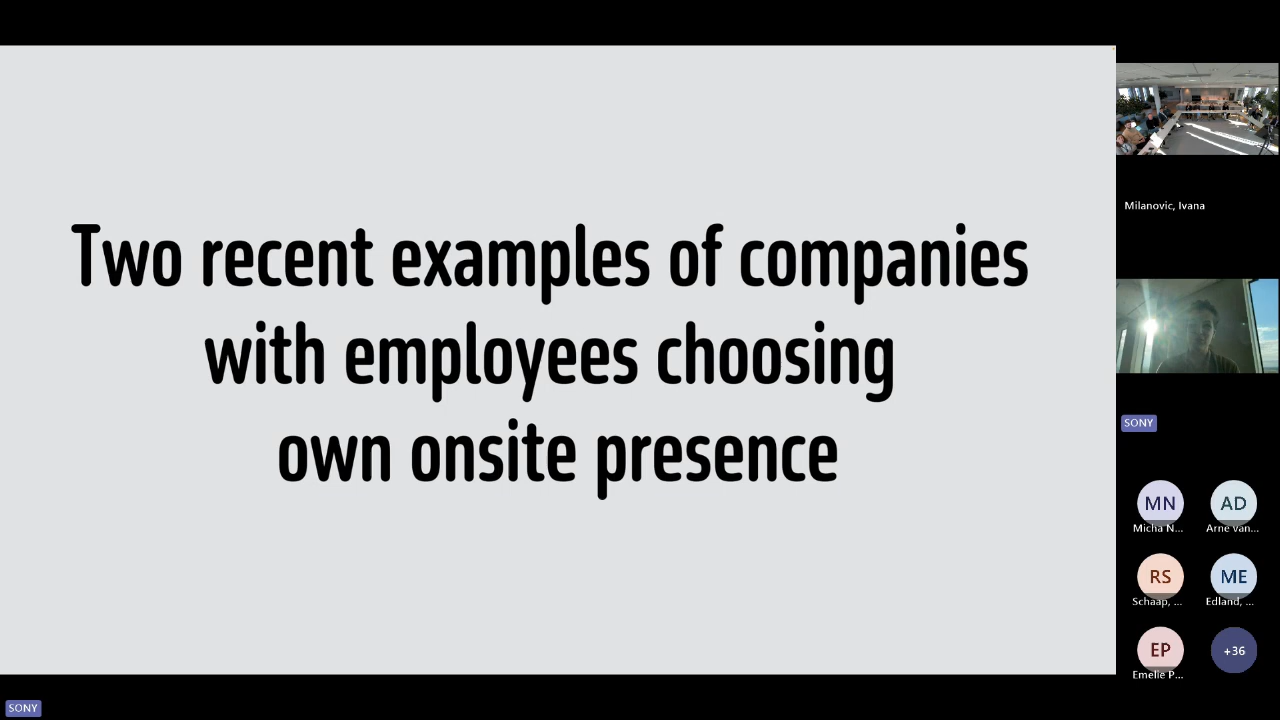 Two recent examples of companies
with employees choosing
own onsite presence
Milanovic, Ivana
SONY
MN
AD
Micha N...
Arne van...
RS
ME
Schaap, ...
Edland, ...
EP
+36
Emelie P...
SONY